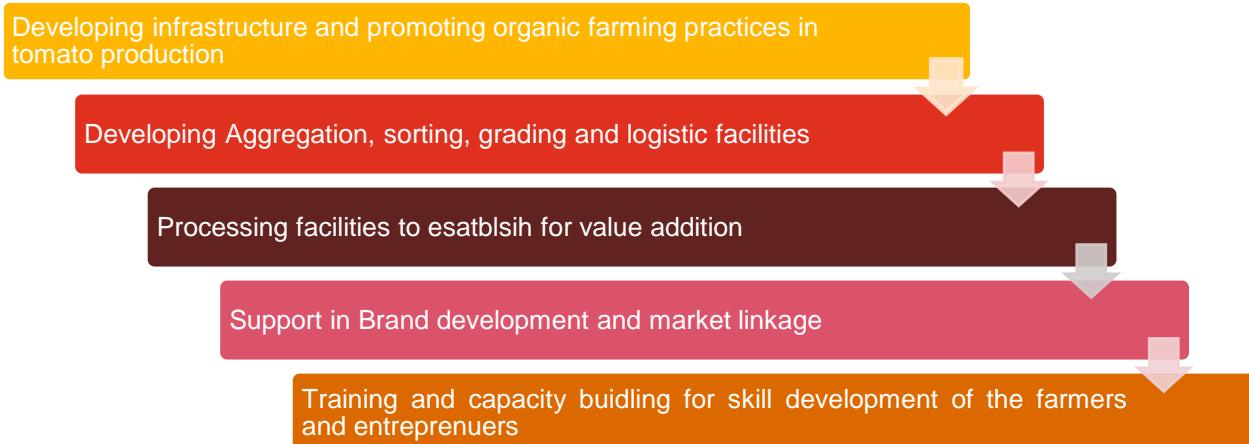 Developing infrastructure and promoting organic farming practices in
tomato production
Developing Aggregation, sorting, grading and logistic facilities
Processing facilities to esatblsih for value addition
Support in Brand development and market linkage
Training and capacity buidling for skill development of the farmers
and entreprenuers